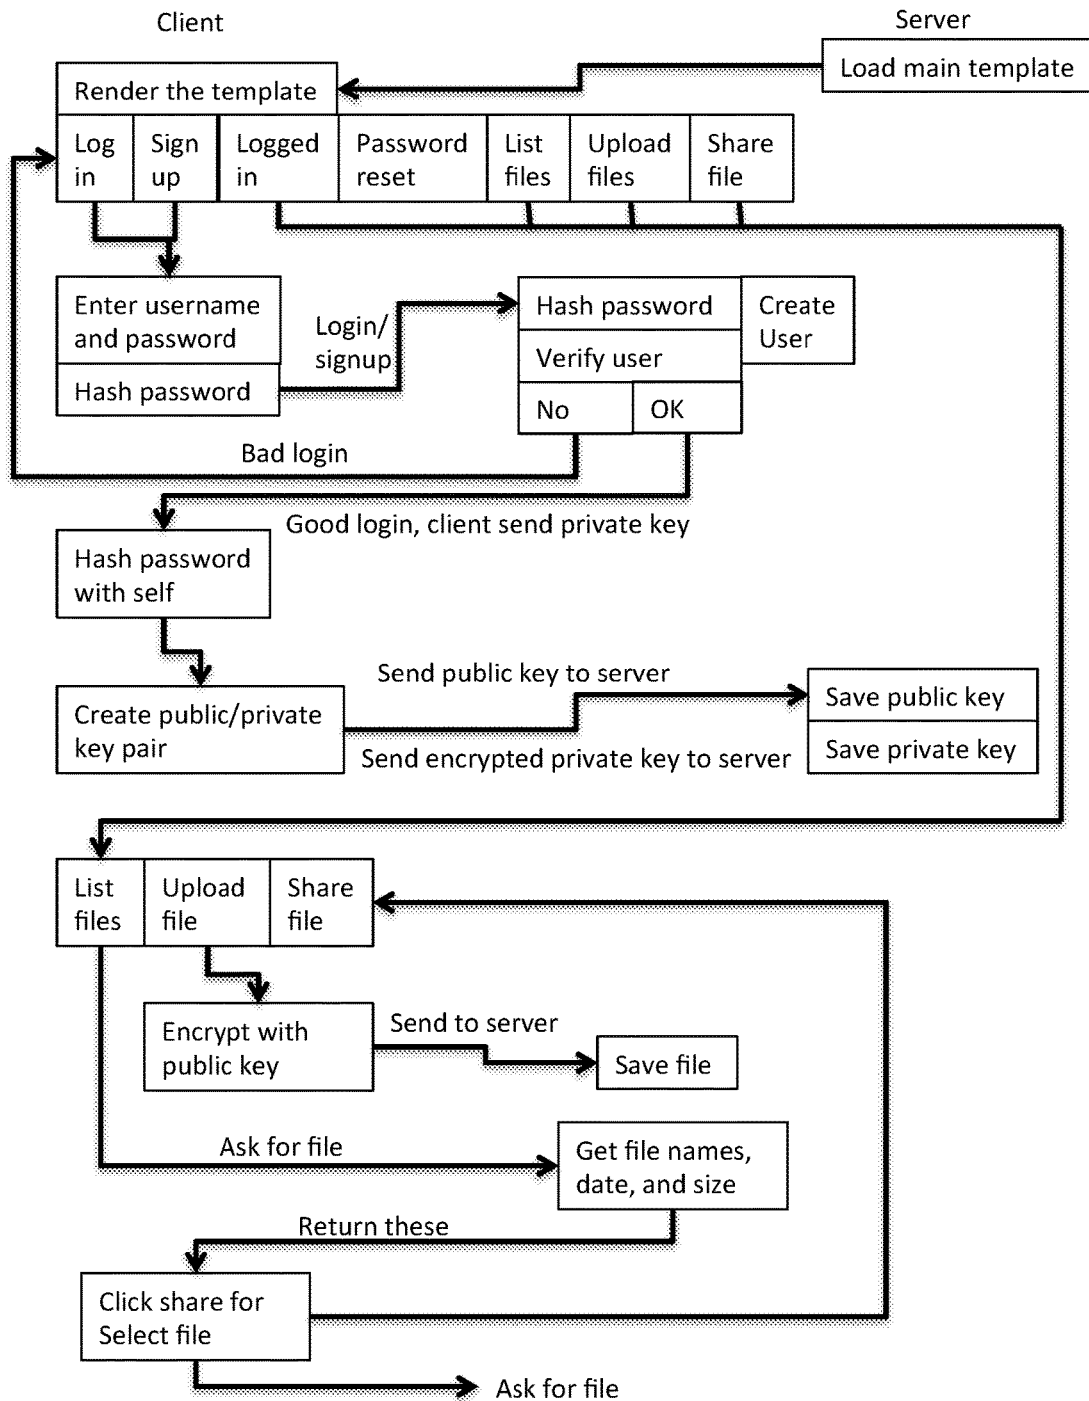 Client
Server
Load main template
Render the template
Log
in
Sign
up
Logged
in
Password
reset
List
files
Upload
files
Share
file
Enter username
and password
Hash password
Login/
signup
Hash password
Verify user
No
OK
Create
User
Bad login
Good login, client send private key
Hash password
with self
Create public/private
key pair
Send public key to server
Send encrypted private key to server
Save public key
Save private key
List
files
Upload
file
Share
file
Encrypt with
public key
Send to server
Save file
Ask for file
Get file names,
date, and size
Return these
Click share for
Select file
Ask for file